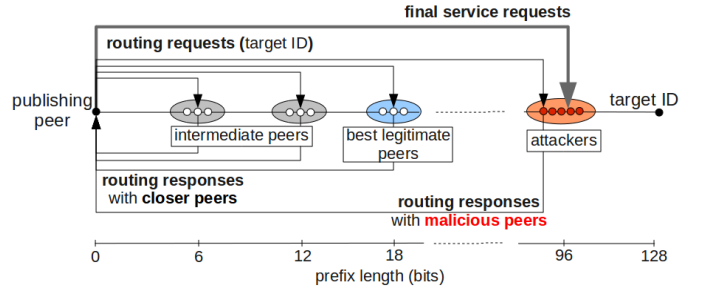 final service requests
routing requests (target ID)
publishing
peer
target ID
intermediate peers
best legitimate
peers
attackers
routing responses
with closer peers
routing responses
with malicious peers
0
6
12
18
96
128
prefix length (bits)